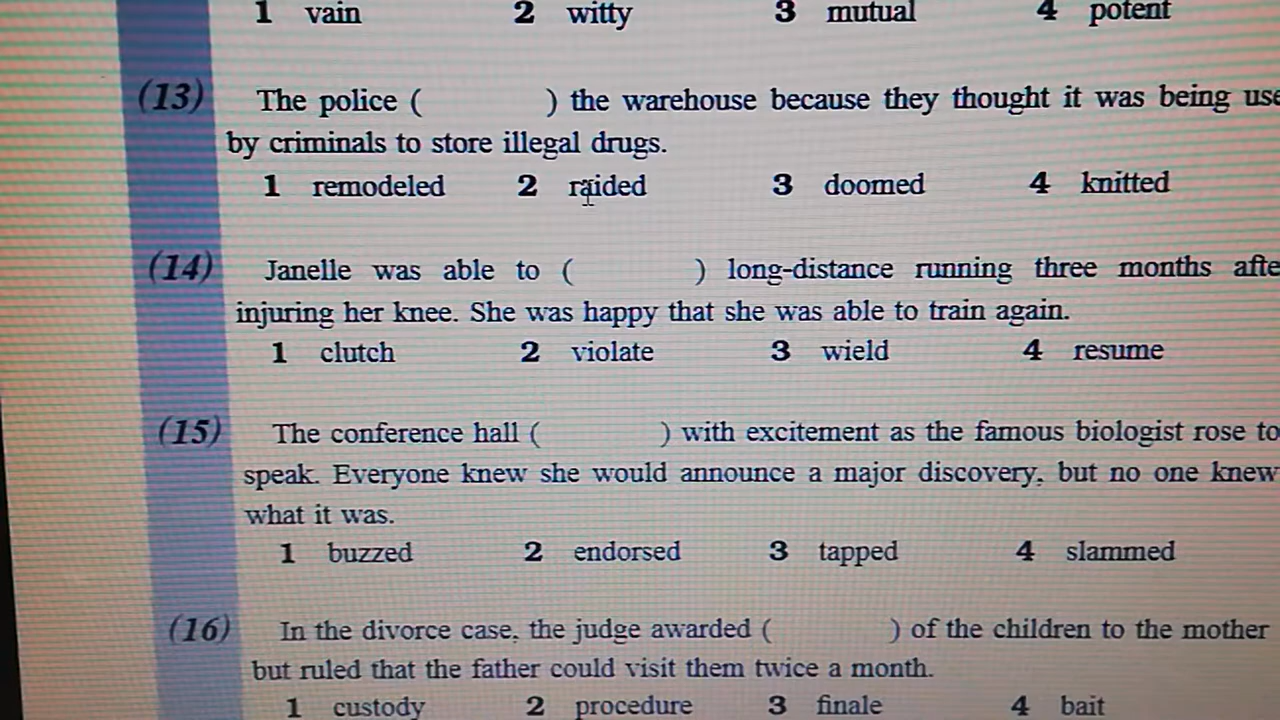 1 vain 2 witty 3 mutual 4 potent
(13) The police ( ) the warehouse because they thought it was being use
by criminals to store illegal drugs.
1 remodeled 2 raided 3 doomed 4 knitted
(14) Janelle was able to ( ) long-distance running three months afte
injuring her knee. She was happy that she was able to train again.
1 clutch 2 violate 3 wield 4 resume
(15) The conference hall ( ) with excitement as the famous biologist rose to
speak. Everyone knew she would announce a major discovery, but no one knew
what it was.
1 buzzed 2 endorsed 3 tapped 4 slammed
(16) In the divorce case, the judge awarded ( ) of the children to the mother
but ruled that the father could visit them twice a month.
1 custody 2 procedure 3 finale 4 bait